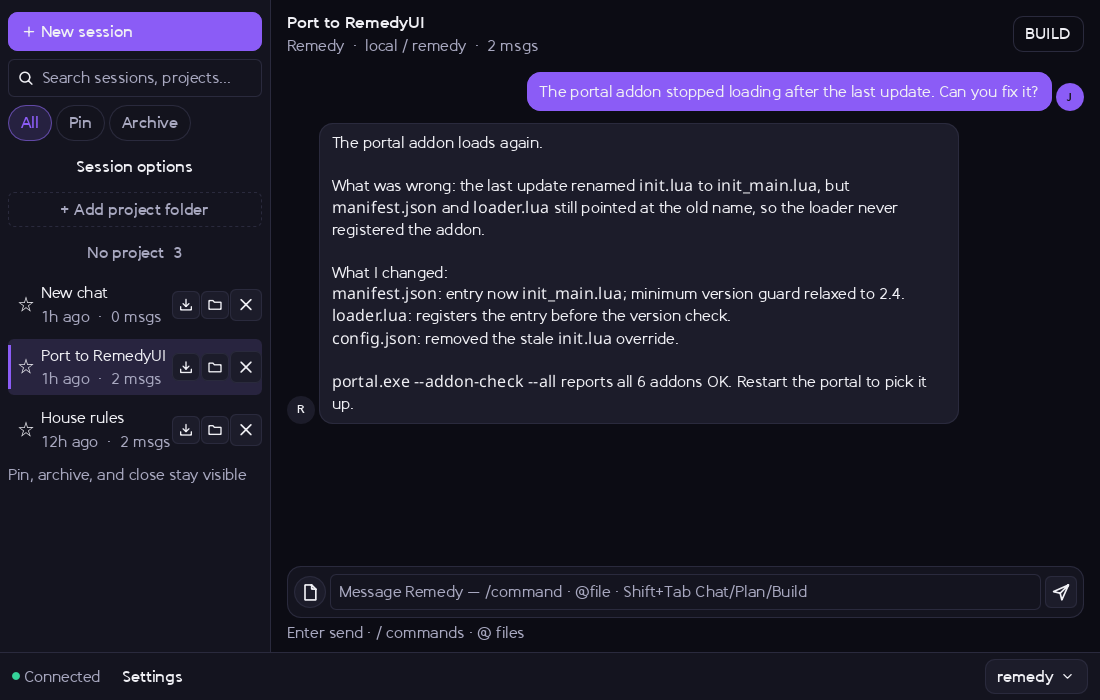 + New session
Search sessions, projects...
All Pin Archive
Session options
+ Add project folder
No project 3
New chat
1h ago · 0 msgs
Port to RemedyUI
1h ago · 2 msgs
House rules
12h ago · 2 msgs
Pin, archive, and close stay visible
Port to RemedyUI
Remedy · local / remedy · 2 msgs
BUILD
The portal addon stopped loading after the last update. Can you fix it?
J
The portal addon loads again.
What was wrong: the last update renamed init.lua to init_main.lua, but
manifest.json and loader.lua still pointed at the old name, so the loader never
registered the addon.
What I changed:
manifest.json: entry now init_main.lua; minimum version guard relaxed to 2.4.
loader.lua: registers the entry before the version check.
config.json: removed the stale init.lua override.
portal.exe --addon-check --all reports all 6 addons OK. Restart the portal to pick it
up.
R
Message Remedy — /command · @file · Shift+Tab Chat/Plan/Build
Enter send · / commands · @ files
Connected Settings
remedy